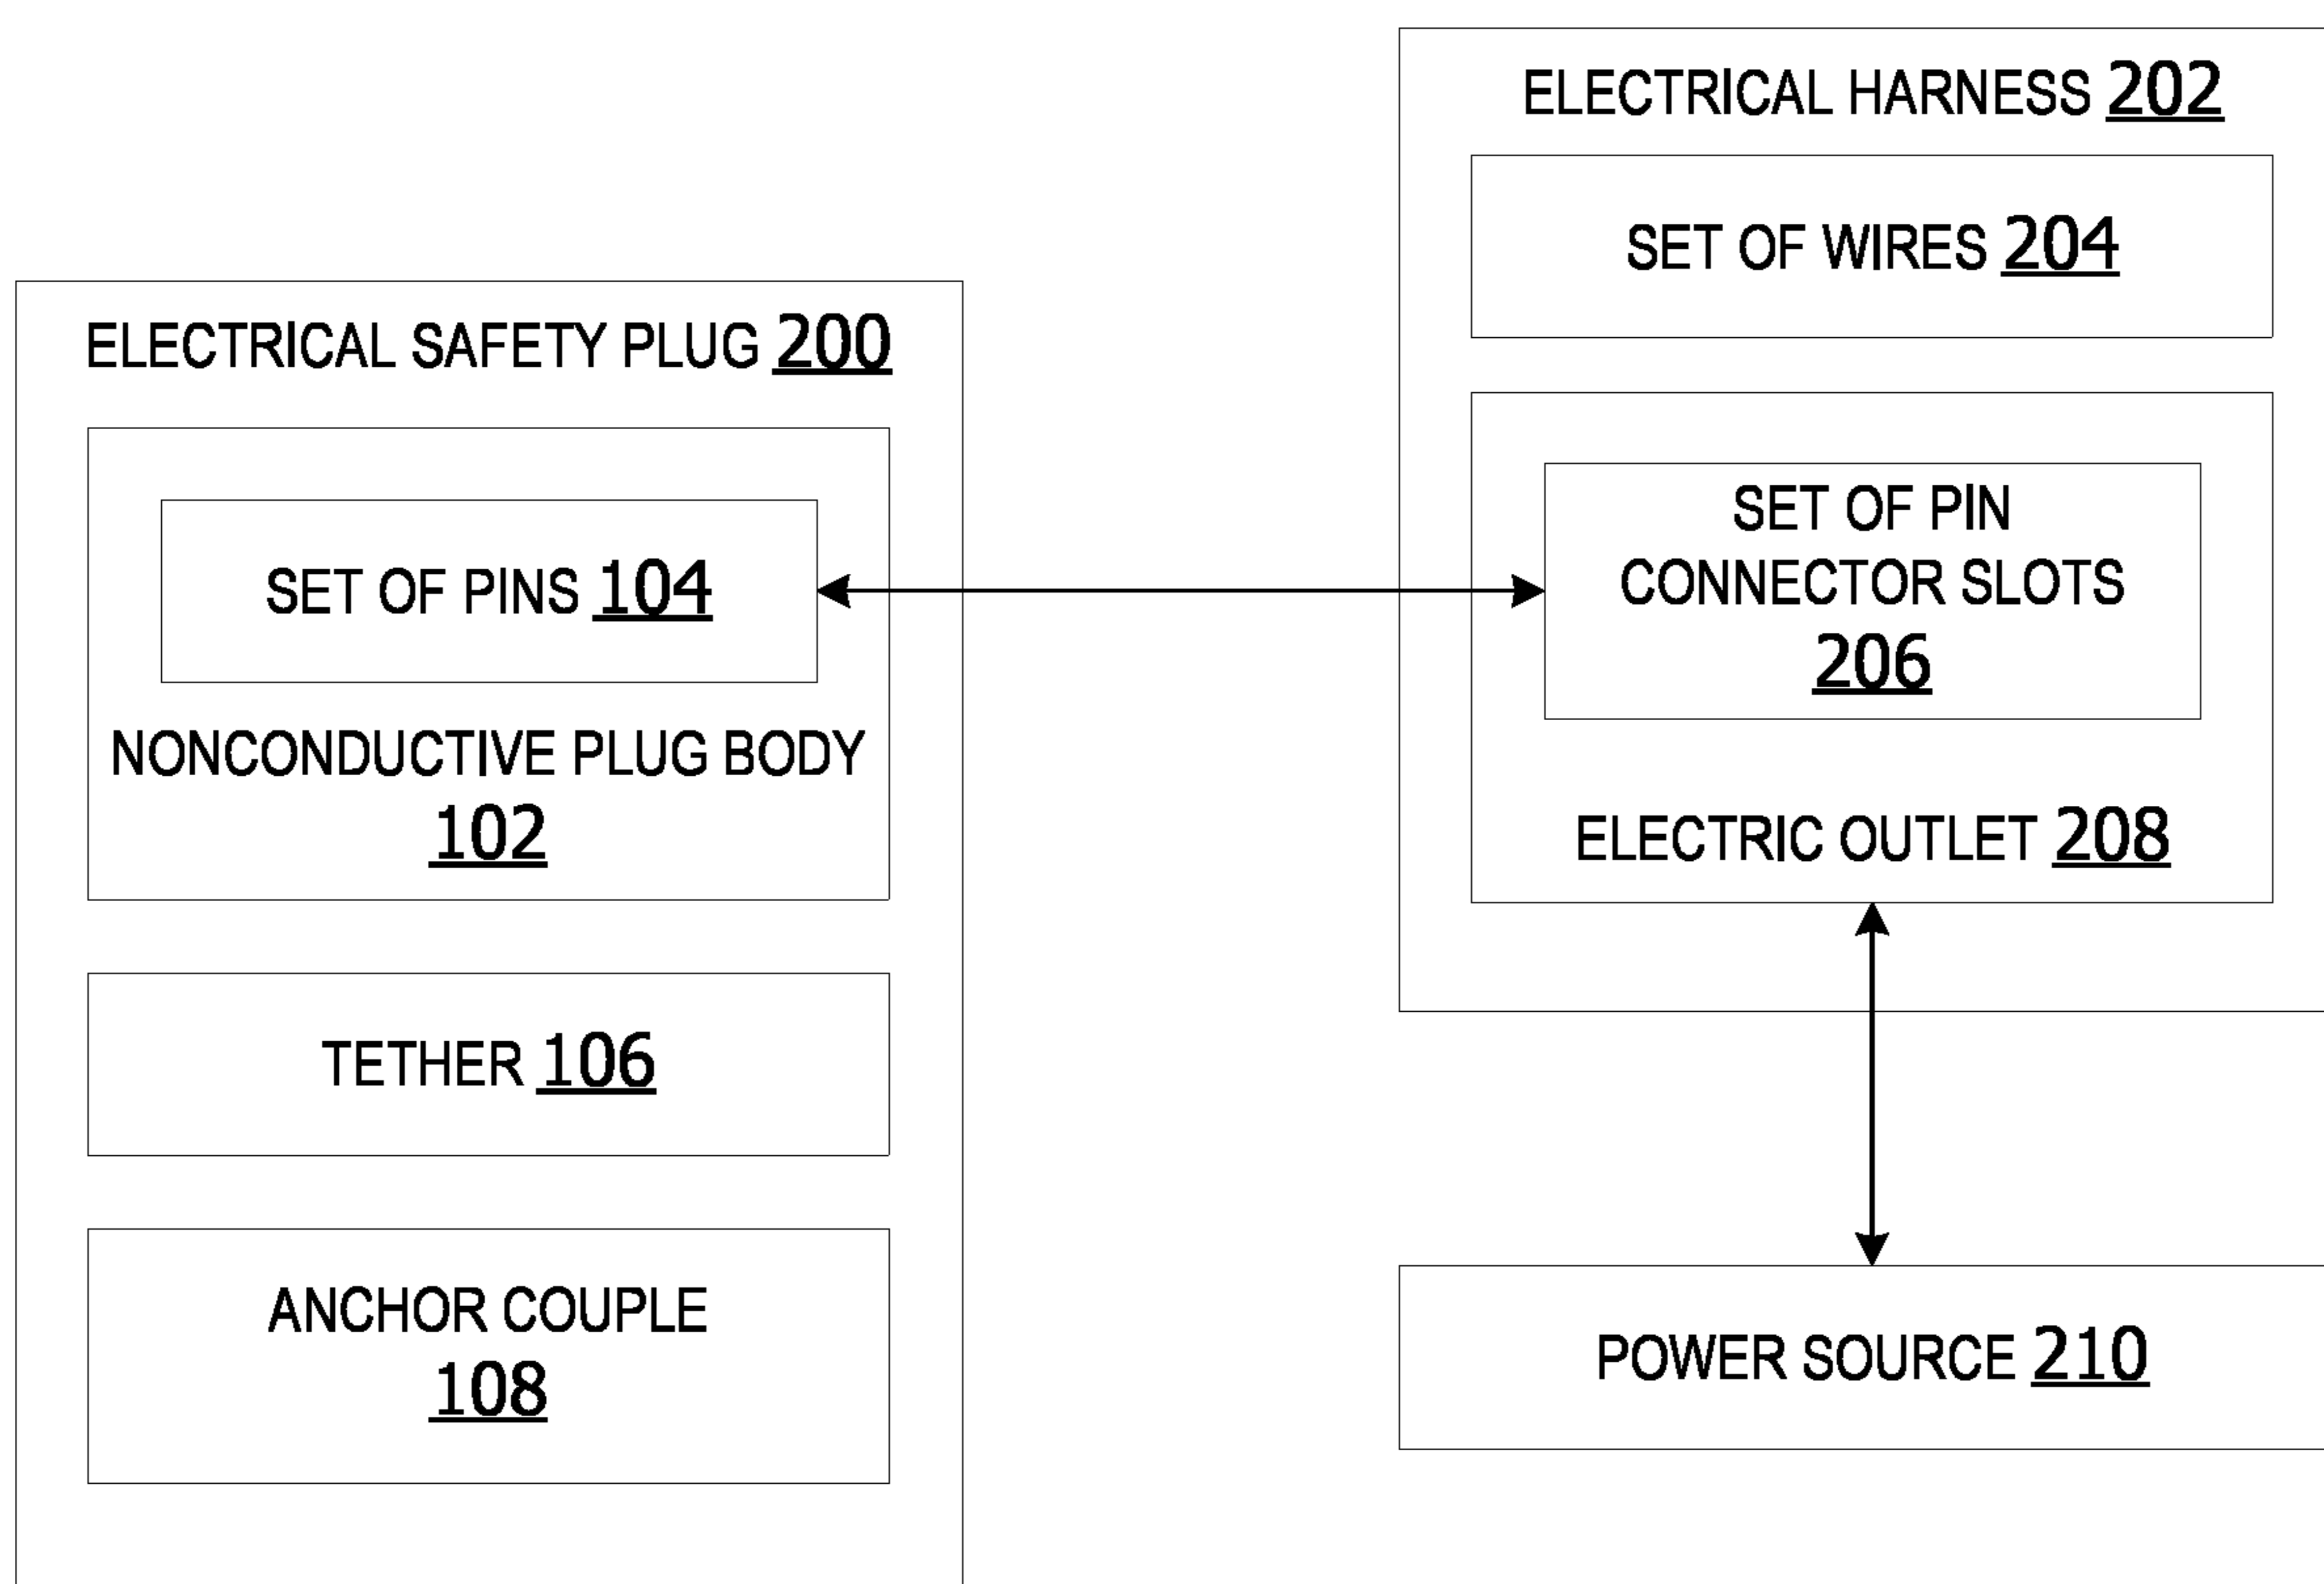 ELECTRICAL SAFETY PLUG 200
SET OF PINS 104
NONCONDUCTIVE PLUG BODY
102
TETHER 106
ANCHOR COUPLE
108
ELECTRICAL HARNESS 202
SET OF WIRES 204
SET OF PIN
CONNECTOR SLOTS
206
ELECTRIC OUTLET 208
POWER SOURCE 210